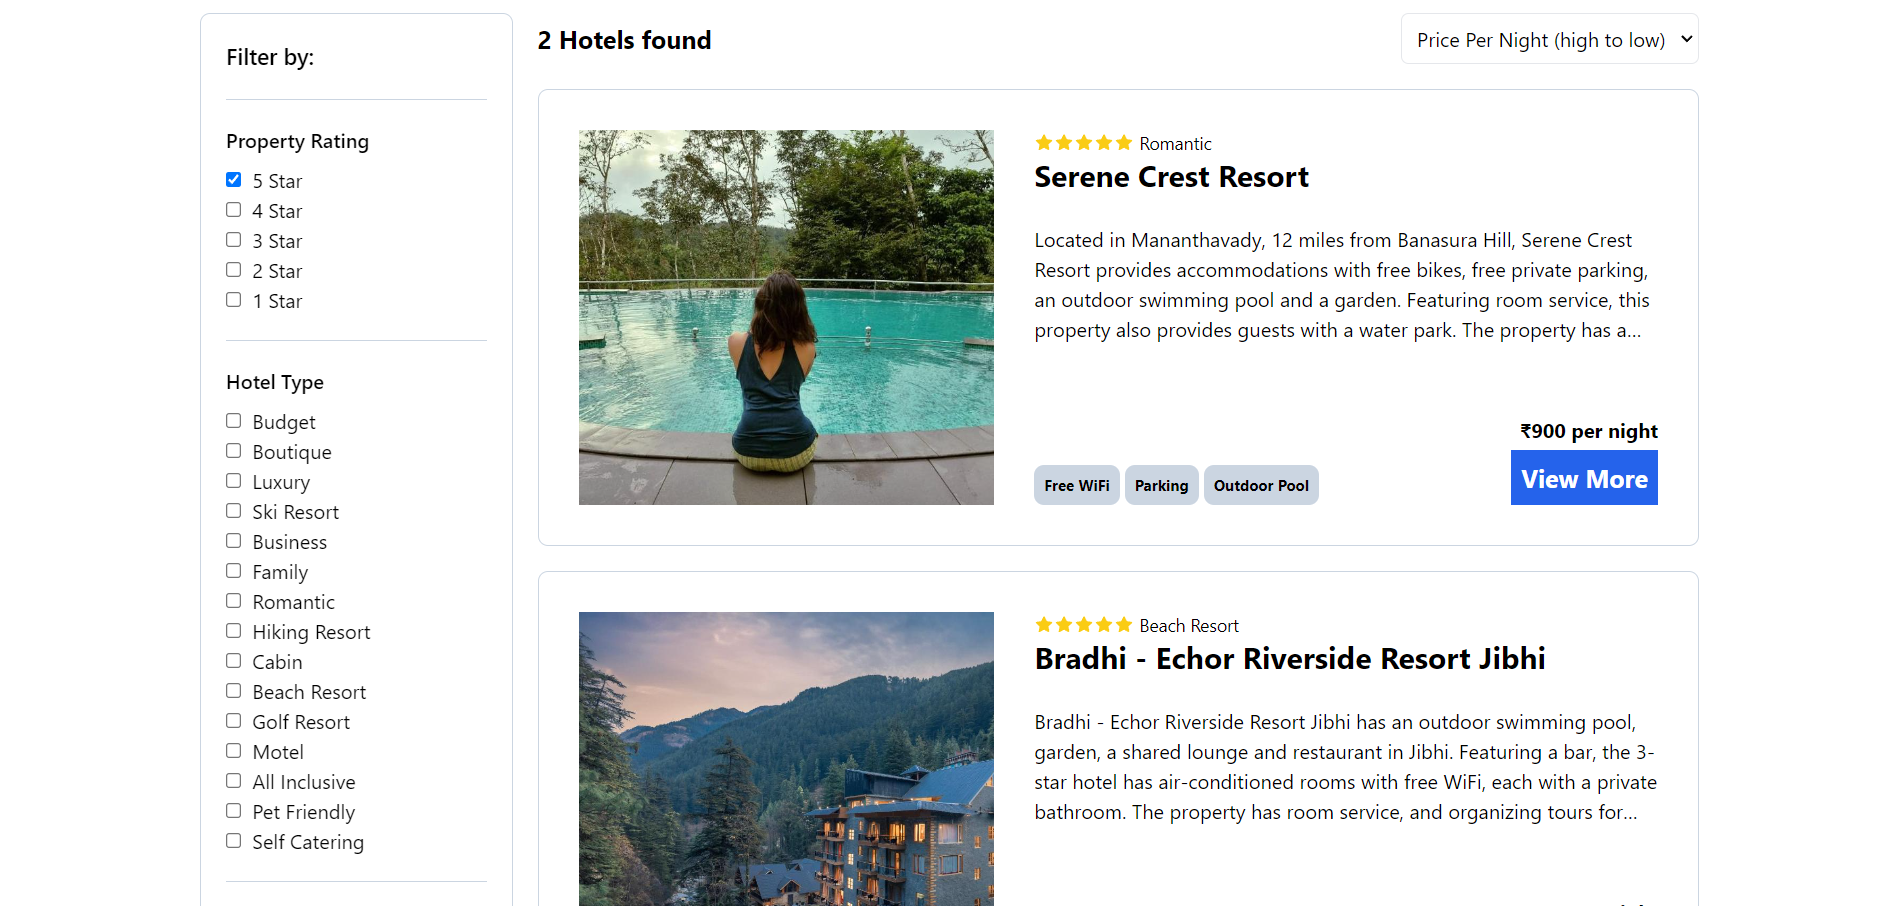 Filter by:
Property Rating
5 Star
4 Star
3 Star
2 Star
1 Star
Hotel Type
Budget
Boutique
Luxury
Ski Resort
Business
Family
Romantic
Hiking Resort
Cabin
Beach Resort
Golf Resort
Motel
All Inclusive
Pet Friendly
Self Catering
2 Hotels found
Price Per Night (high to low)
Romantic
Serene Crest Resort
Located in Mananthavady, 12 miles from Banasura Hill, Serene Crest
Resort provides accommodations with free bikes, free private parking,
an outdoor swimming pool and a garden. Featuring room service, this
property also provides guests with a water park. The property has a...
₹900 per night
Free WiFi Parking Outdoor Pool
View More
Beach Resort
Bradhi - Echor Riverside Resort Jibhi
Bradhi - Echor Riverside Resort Jibhi has an outdoor swimming pool,
garden, a shared lounge and restaurant in Jibhi. Featuring a bar, the 3-
star hotel has air-conditioned rooms with free WiFi, each with a private
bathroom. The property has room service, and organizing tours for...